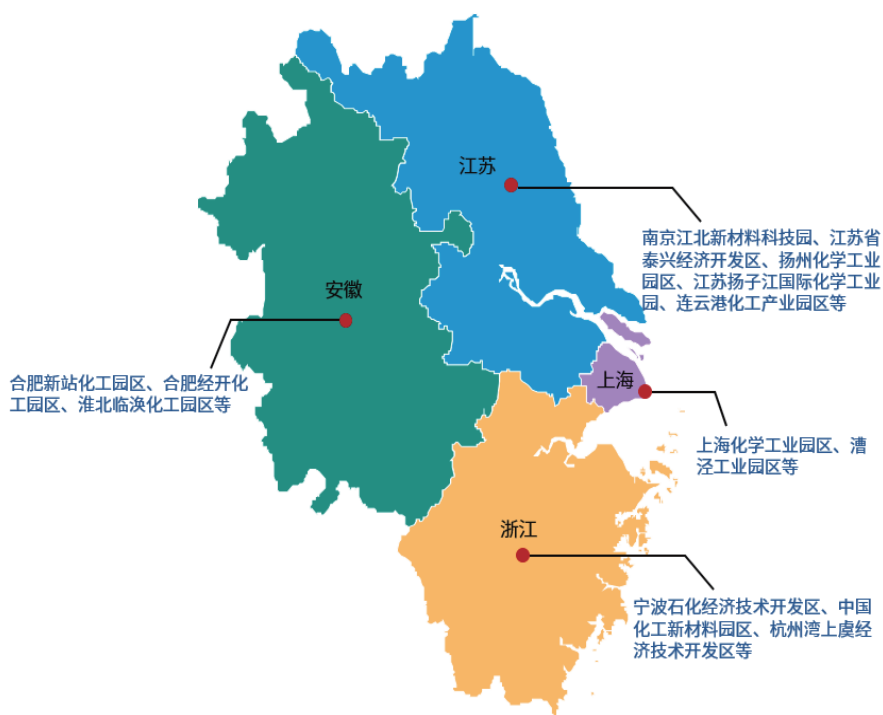 江苏
南京江北新材料科技园、江苏省
泰兴经济开发区、扬州化学工业
园区、江苏扬子江国际化学工业
园、连云港化工产业园区等
安徽
合肥新站化工园区、合肥经开化
工园区、淮北临涣化工园区等
上海
上海化学工业园区、漕
泾工业园区等
浙江
宁波石化经济技术开发区、中国
化工新材料园区、杭州湾上虞经
济技术开发区等